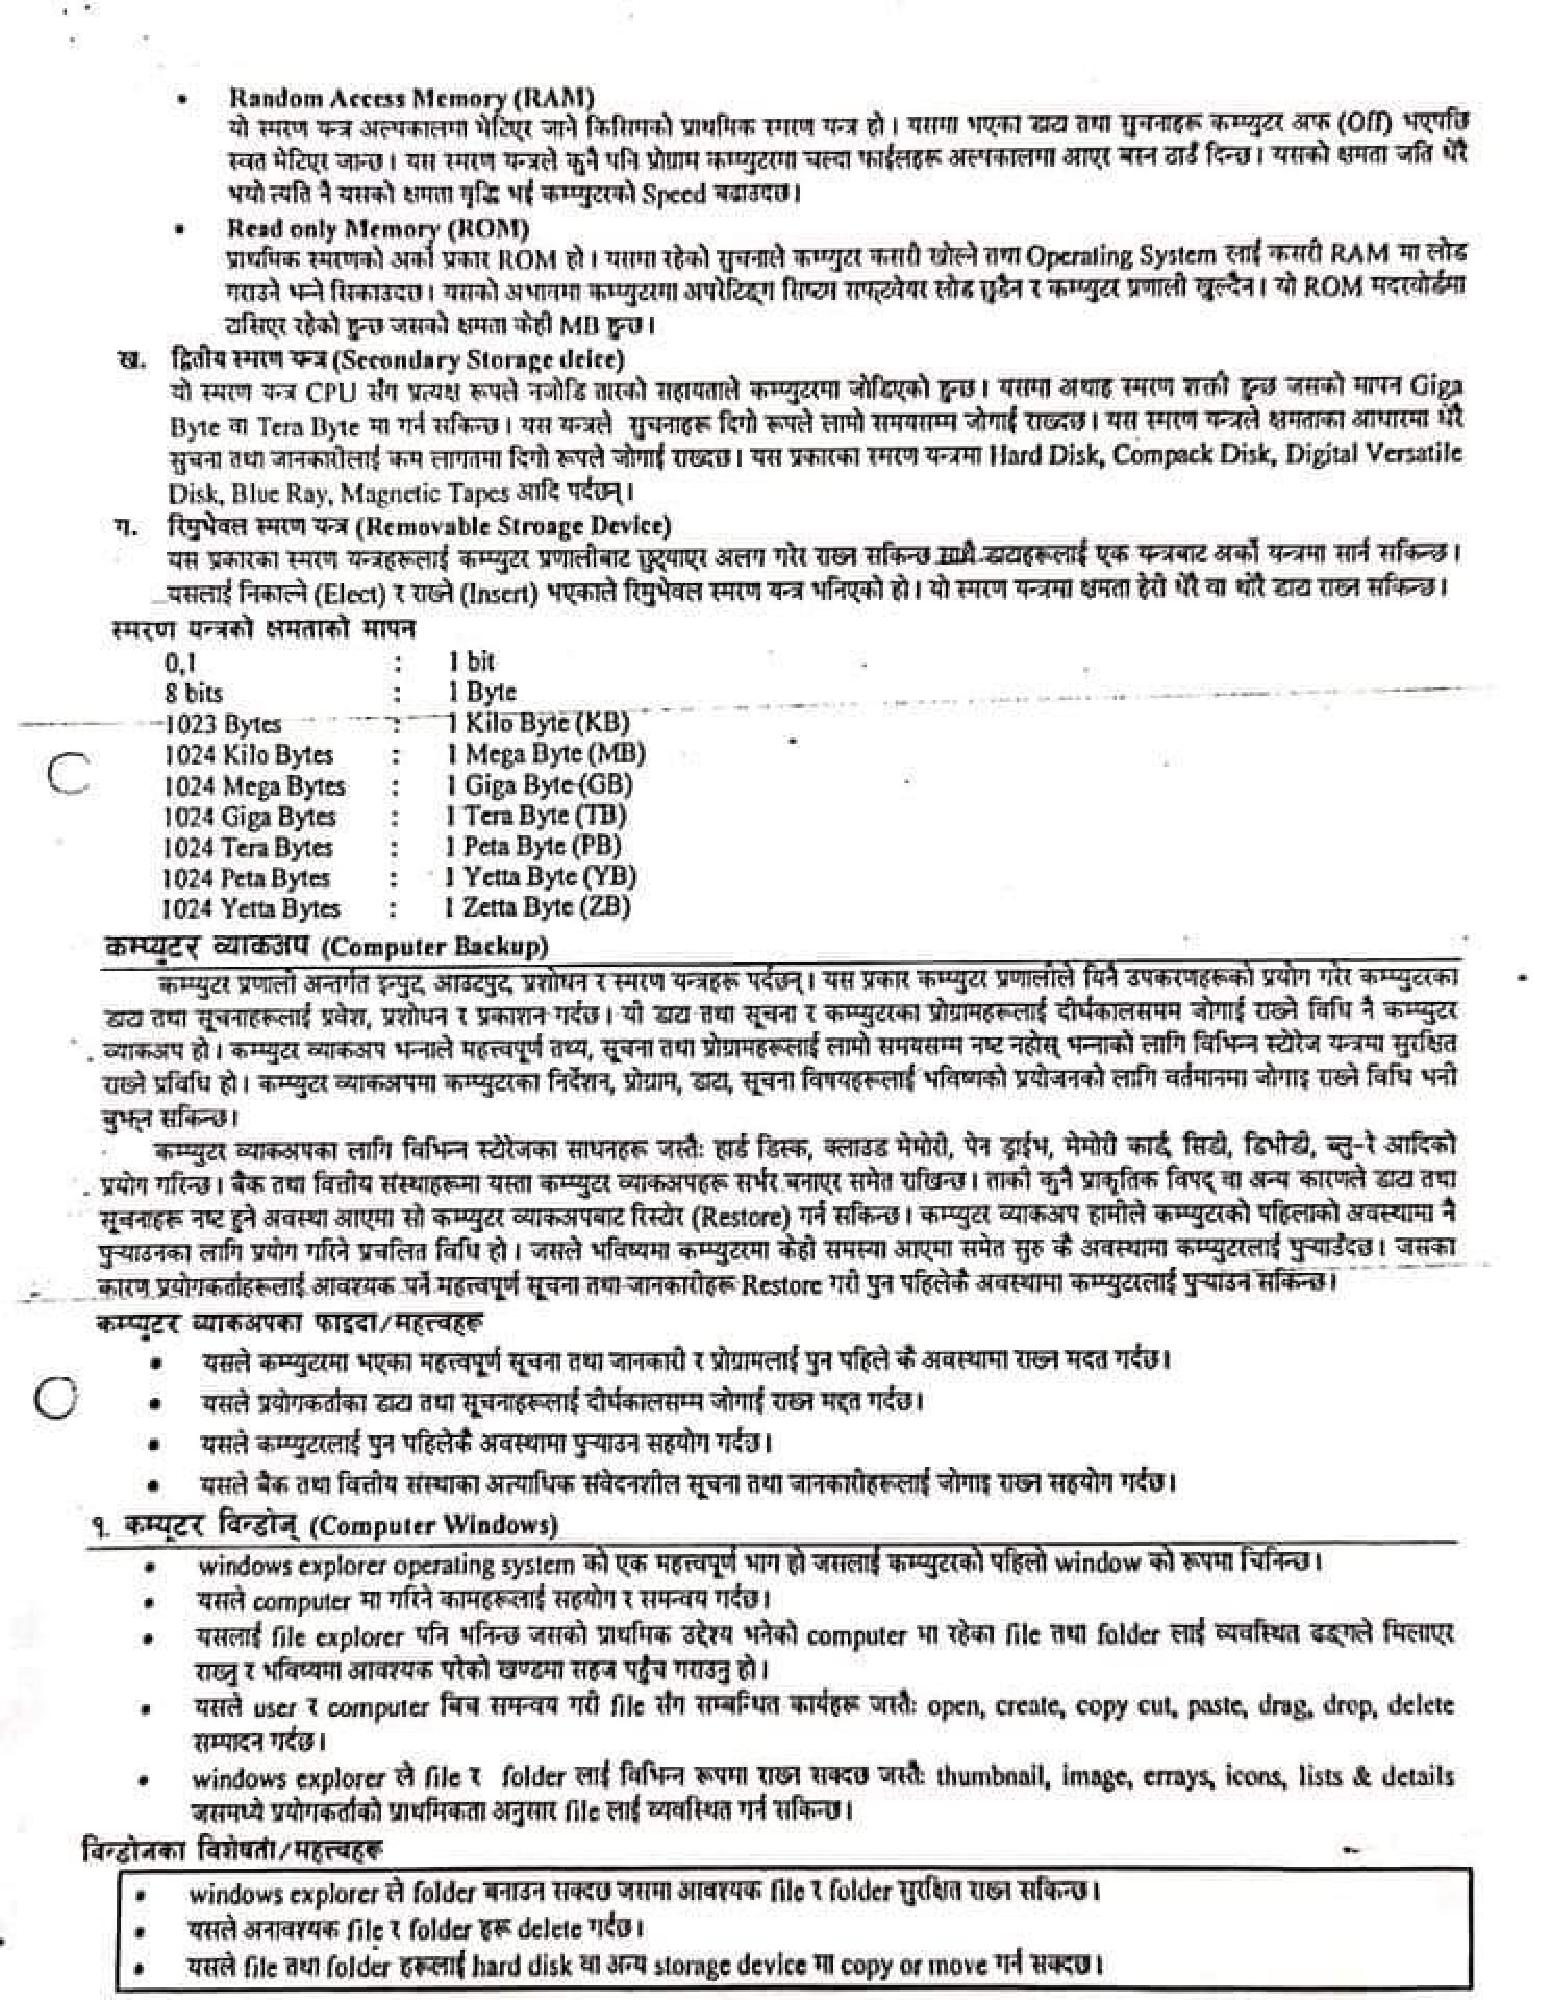 • Random Access Memory (RAM)
यो स्मरण यन्त्र अल्पकालमा मेटिएर जाने किसिमको प्राथमिक स्मरण यन्त्र हो । यसमा भएका डाटा तथा सुचनाहरू कम्प्युटर अफ (Off) भएपछि
स्वत मेटिएर जान्छ । यस स्मरण यन्त्रले कुनै पनि प्रोग्राम कम्प्युटरमा चल्दा फाईलहरू अल्पकालमा आएर बस्न ठाउँ दिन्छ । यसको क्षमता जति धेरै
भयो त्यति नै यसको क्षमता वृद्धि भई कम्प्युटरको Speed बढाउदछ ।
• Read only Memory (ROM)
प्राथमिक स्मरणको अर्को प्रकार ROM हो । यसमा रहेको सुचनाले कम्प्युटर कसरी खोल्ने तथा Operating System लाई कसरी RAM मा लोड
गराउने भन्ने सिकाउदछ । यसको अभावमा कम्प्युटरमा अपरेटिङ्ग सिष्टम सफ्टवेयर लोड हुदैन र कम्प्युटर प्रणाली खुल्दैन । यो ROM मदरबोर्डमा
टासिएर रहेको हुन्छ जसको क्षमता केही MB हुन्छ ।
ख. द्वितीय स्मरण यन्त्र (Secondary Storage deice)
यो स्मरण यन्त्र CPU सँग प्रत्यक्ष रूपले नजोडि तारको सहायताले कम्प्युटरमा जोडिएको हुन्छ । यसमा अथाह स्मरण शक्ती हुन्छ जसको मापन Giga
Byte वा Tera Byte मा गर्न सकिन्छ । यस यन्त्रले सुचनाहरू दिगो रूपले लामो समयसम्म जोगाई राख्दछ । यस स्मरण यन्त्रले क्षमताका आधारमा धेरै
सुचना तथा जानकारीलाई कम लागतमा दिगो रूपले जोगाई राख्दछ । यस प्रकारका स्मरण यन्त्रमा Hard Disk, Compack Disk, Digital Versatile
Disk, Blue Ray, Magnetic Tapes आदि पर्दछन् ।
ग. रिमुभेवल स्मरण यन्त्र (Removable Stroage Device)
यस प्रकारका स्मरण यन्त्रहरूलाई कम्प्युटर प्रणालीबाट छुट्याएर अलग गरेर राख्न सकिन्छ साथै डाटाहरूलाई एक यन्त्रबाट अर्को यन्त्रमा सार्न सकिन्छ ।
यसलाई निकाल्ने (Elect) र राख्ने (Insert) भएकाले रिमुभेवल स्मरण यन्त्र भनिएको हो । यो स्मरण यन्त्रमा क्षमता हेरी धेरै वा थोरै डाटा राख्न सकिन्छ ।
स्मरण यन्त्रको क्षमताको मापन
0,1 : 1 bit
8 bits : 1 Byte
1023 Bytes : 1 Kilo Byte (KB)
1024 Kilo Bytes : 1 Mega Byte (MB)
1024 Mega Bytes : 1 Giga Byte (GB)
1024 Giga Bytes : 1 Tera Byte (TB)
1024 Tera Bytes : 1 Peta Byte (PB)
1024 Peta Bytes : 1 Yetta Byte (YB)
1024 Yetta Bytes : 1 Zetta Byte (ZB)
कम्प्युटर व्याकअप (Computer Backup)
कम्प्युटर प्रणाली अन्तर्गत इन्पुट, आउटपुट, प्रशोधन र स्मरण यन्त्रहरू पर्दछन् । यस प्रकार कम्प्युटर प्रणालीले यिनै उपकरणहरूको प्रयोग गरेर कम्प्युटरका
डाटा तथा सूचनाहरूलाई प्रवेश, प्रशोधन र प्रकाशन गर्दछ । यी डाटा तथा सूचना र कम्प्युटरका प्रोग्रामहरूलाई दीर्घकालसमम जोगाई राख्ने विधि नै कम्प्युटर
व्याकअप हो । कम्प्युटर व्याकअप भन्नाले महत्त्वपूर्ण तथ्य, सूचना तथा प्रोग्रामहरूलाई लामो समयसम्म नष्ट नहोस् भन्नाको लागि विभिन्न स्टोरेज यन्त्रमा सुरक्षित
राख्ने प्रविधि हो । कम्प्युटर व्याकअपमा कम्प्युटरका निर्देशन, प्रोग्राम, डाटा, सूचना विषयहरूलाई भविष्यको प्रयोजनको लागि वर्तमानमा जोगाइ राख्ने विधि भनी
बुझ्न सकिन्छ ।
कम्प्युटर व्याकअपका लागि विभिन्न स्टोरेजका साधनहरू जस्तैः हार्ड डिस्क, क्लाउड मेमोरी, पेन ड्राईभ, मेमोरी कार्ड, सिडी, डिभीडी, ब्लु-रे आदिको
प्रयोग गरिन्छ । बैक तथा वित्तीय संस्थाहरूमा यस्ता कम्प्युटर व्याकअपहरू सर्भर बनाएर समेत राखिन्छ । ताकी कुनै प्राकृतिक विपद् वा अन्य कारणले डाटा तथा
सूचनाहरू नष्ट हुने अवस्था आएमा सो कम्प्युटर व्याकअपबाट रिस्टोर (Restore) गर्न सकिन्छ । कम्प्युटर व्याकअप हामीले कम्प्युटरको पहिलाको अवस्थामा नै
पुऱ्याउनका लागि प्रयोग गरिने प्रचलित विधि हो । जसले भविष्यमा कम्प्युटरमा केही समस्या आएमा समेत सुरु कै अवस्थामा कम्प्युटरलाई पुऱ्याउँदछ । जसका
कारण प्रयोगकर्ताहरूलाई आवश्यक पर्ने महत्त्वपूर्ण सूचना तथा जानकारीहरू Restore गरी पुन पहिलेकै अवस्थामा कम्प्युटरलाई पुऱ्याउन सकिन्छ ।
कम्प्युटर ब्याकअपका फाइदा/महत्त्वहरू
• यसले कम्प्युटरमा भएका महत्त्वपूर्ण सूचना तथा जानकारी र प्रोग्रामलाई पुन पहिले कै अवस्थामा राख्न मदत गर्दछ ।
• यसले प्रयोगकर्ताका डाटा तथा सूचनाहरूलाई दीर्घकालसम्म जोगाई राख्न मद्दत गर्दछ ।
• यसले कम्प्युटरलाई पुन पहिलेकै अवस्थामा पुऱ्याउन सहयोग गर्दछ ।
• यसले बैक तथा वित्तीय संस्थाका अत्याधिक संवेदनशील सूचना तथा जानकारीहरूलाई जोगाइ राख्न सहयोग गर्दछ ।
१. कम्प्यूटर विन्डोज् (Computer Windows)
• windows explorer operating system को एक महत्त्वपूर्ण भाग हो जसलाई कम्प्युटरको पहिलो window को रूपमा चिनिन्छ ।
• यसले computer मा गरिने कामहरूलाई सहयोग र समन्वय गर्दछ ।
• यसलाई file explorer पनि भनिन्छ जसको प्राथमिक उद्देश्य भनेको computer मा रहेका file तथा folder लाई व्यवस्थित ढङ्गले मिलाएर
राख्नु र भविष्यमा आवश्यक परेको खण्डमा सहज पहुँच गराउनु हो ।
• यसले user र computer बिच समन्वय गरी file सँग सम्बन्धित कार्यहरू जस्तैः open, create, copy cut, paste, drag, drop, delete
सम्पादन गर्दछ ।
• windows explorer ले file र folder लाई विभिन्न रूपमा राख्न सक्दछ जस्तैः thumbnail, image, errays, icons, lists & details
जसमध्ये प्रयोगकर्ताको प्राथमिकता अनुसार file लाई व्यवस्थित गर्न सकिन्छ ।
विन्डोजका विशेषता/महत्त्वहरू
• windows explorer ले folder बनाउन सक्दछ जसमा आवश्यक file र folder सुरक्षित राख्न सकिन्छ ।
• यसले अनावश्यक file र folder हरू delete गर्दछ ।
• यसले file तथा folder हरूलाई hard disk वा अन्य storage device मा copy or move गर्न सक्दछ ।